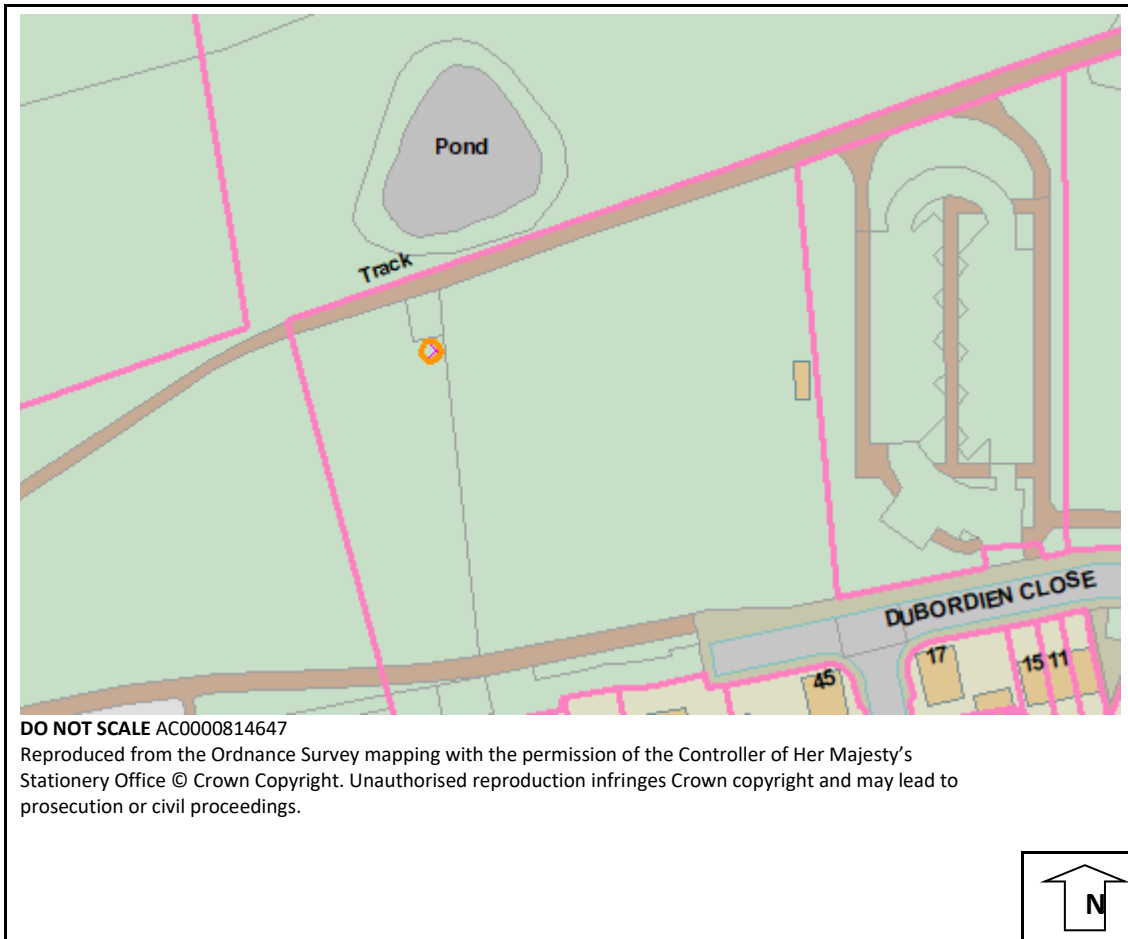 Pond
Track
DUBORDIEN CLOSE
45
17
15 11
DO NOT SCALE AC0000814647
Reproduced from the Ordnance Survey mapping with the permission of the Controller of Her Majesty's
Stationery Office © Crown Copyright. Unauthorised reproduction infringes Crown copyright and may lead to
prosecution or civil proceedings.
N